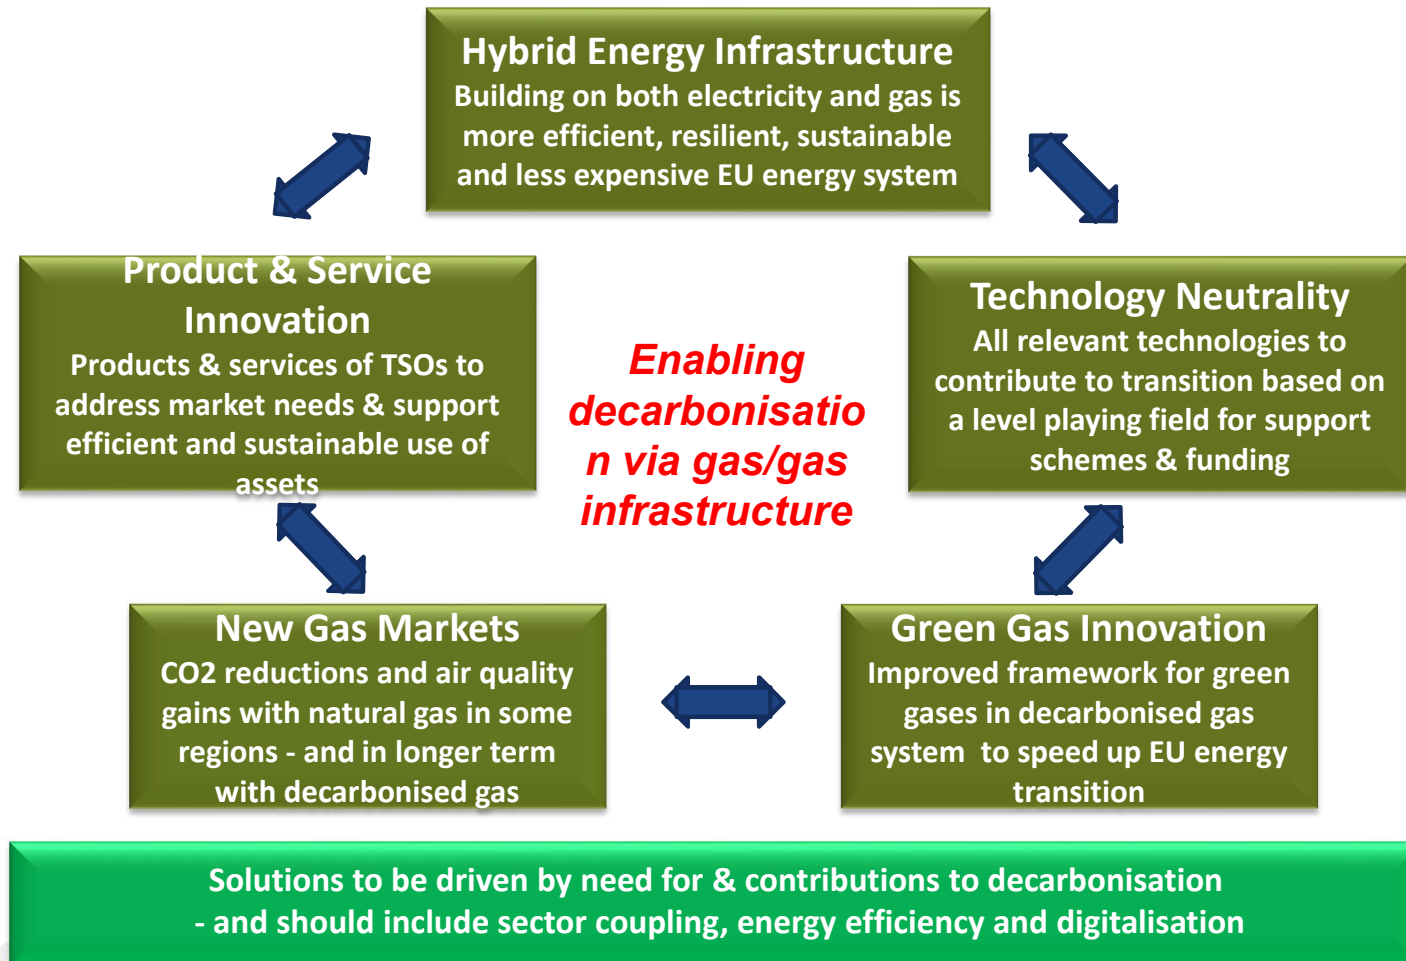 Hybrid Energy Infrastructure
Building on both electricity and gas is
more efficient, resilient, sustainable
and less expensive EU energy system
Product & Service
Innovation
Products & services of TSOs to
address market needs & support
efficient and sustainable use of
assets
Enabling
decarbonisatio
n via gas/gas
infrastructure
Technology Neutrality
All relevant technologies to
contribute to transition based on
a level playing field for support
schemes & funding
New Gas Markets
CO2 reductions and air quality
gains with natural gas in some
regions - and in longer term
with decarbonised gas
Green Gas Innovation
Improved framework for green
gases in decarbonised gas
system  to speed up EU energy
transition
Solutions to be driven by need for & contributions to decarbonisation
- and should include sector coupling, energy efficiency and digitalisation